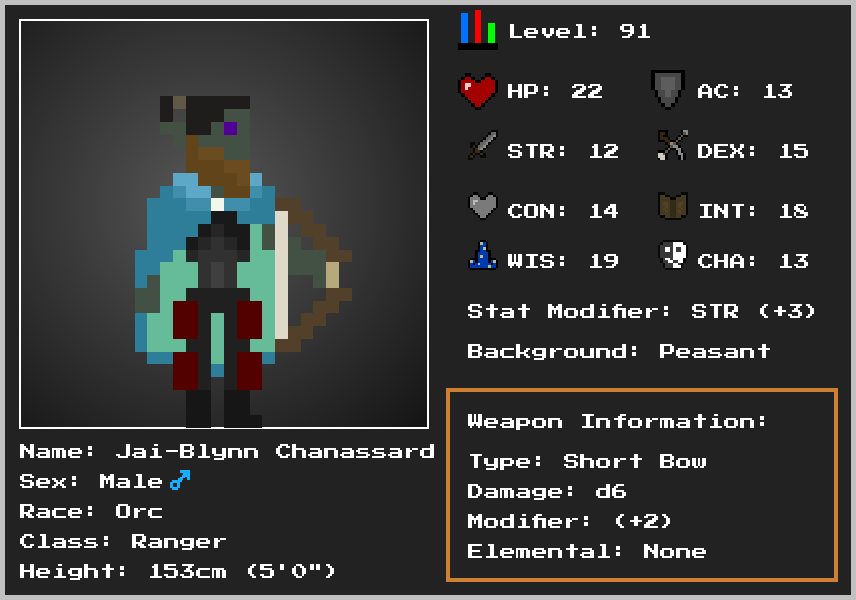 Level: 91
HP: 22
AC: 13
STR: 12
DEX: 15
CON: 14
INT: 18
WIS: 19
CHA: 13
Stat Modifier: STR (+3)
Background: Peasant
Weapon Information:
Type: Short Bow
Damage: d6
Modifier: (+2)
Elemental: None
Name: Jai-Blynn Chanassard
Sex: Male ♂
Race: Orc
Class: Ranger
Height: 153cm (5'0")